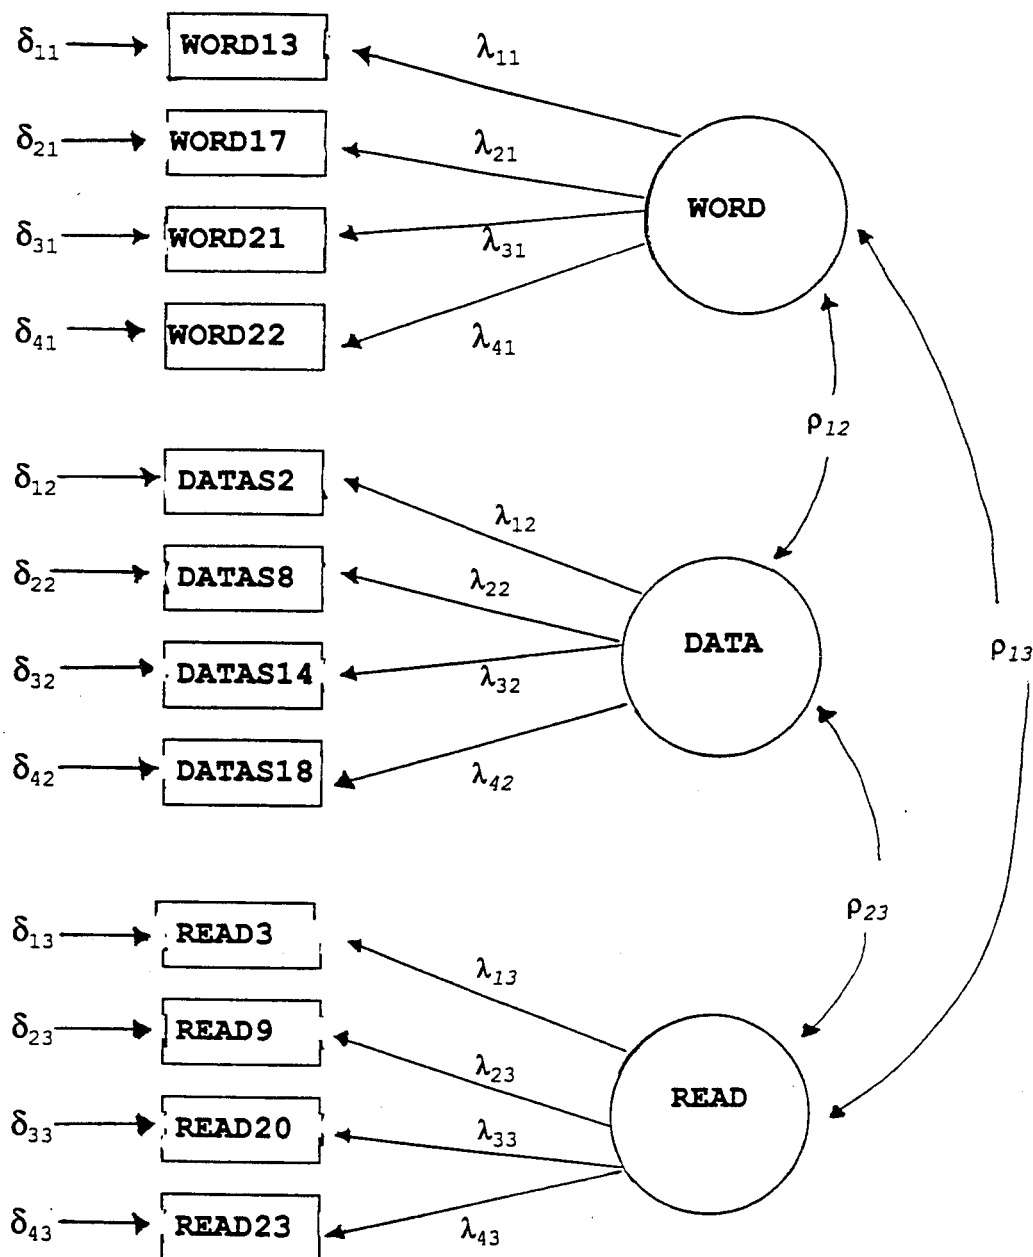 δ11 WORD13 λ11
δ21 WORD17 λ21
WORD
δ31 WORD21 λ31
δ41 WORD22 λ41
ρ12
δ12 DATAS2 λ12
δ22 DATAS8 λ22
DATA
ρ13
δ32 DATAS14 λ32
δ42 DATAS18 λ42
ρ23
δ13 READ3 λ13
δ23 READ9 λ23
READ
δ33 READ20 λ33
δ43 READ23 λ43